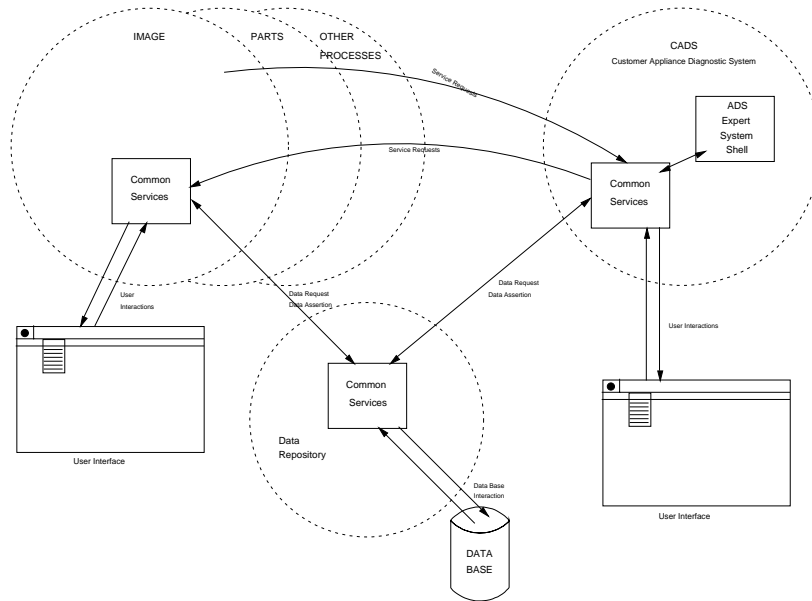 IMAGE
PARTS
OTHER
PROCESSES
CADS
Customer Appliance Diagnostic System
Service Requests
ADS
Expert
System
Shell
Service Requests
Common
Services
Common
Services
User
Interactions
Data Request
Data Assertion
Data Request
Data Assertion
User Interactions
Common
Services
Data
Repository
User Interface
Data Base
Interaction
User Interface
DATA
BASE